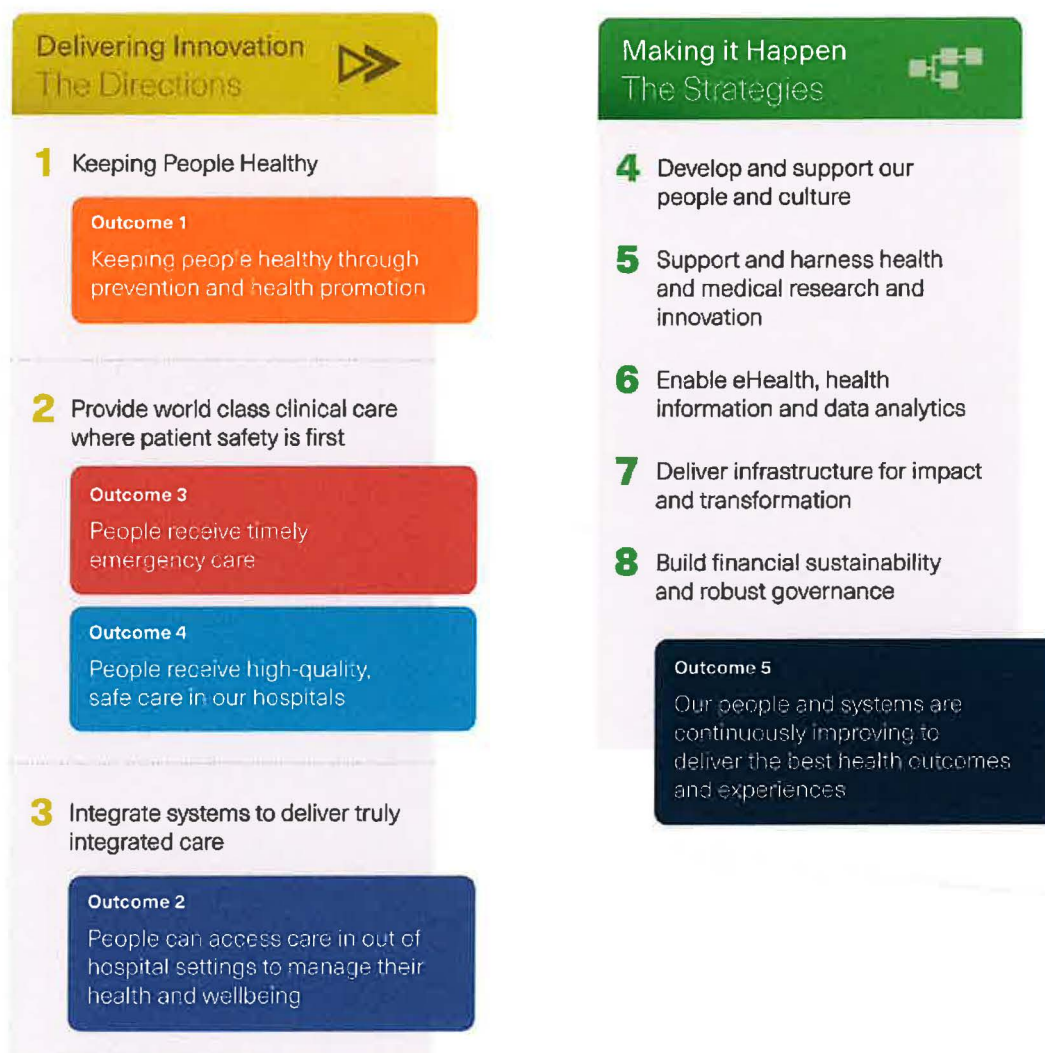 Delivering Innovation
The Directions
1 Keeping People Healthy
Outcome 1
Keeping people healthy through
prevention and health promotion
2 Provide world class clinical care
where patient safety is first
Outcome 3
People receive timely
emergency care
Outcome 4
People receive high-quality,
safe care in our hospitals
3 Integrate systems to deliver truly
integrated care
Outcome 2
People can access care in out of
hospital settings to manage their
health and wellbeing
Making it Happen
The Strategies
4 Develop and support our
people and culture
5 Support and harness health
and medical research and
innovation
6 Enable eHealth, health
information and data analytics
7 Deliver infrastructure for impact
and transformation
8 Build financial sustainability
and robust governance
Outcome 5
Our people and systems are
continuously improving to
deliver the best health outcomes
and experiences